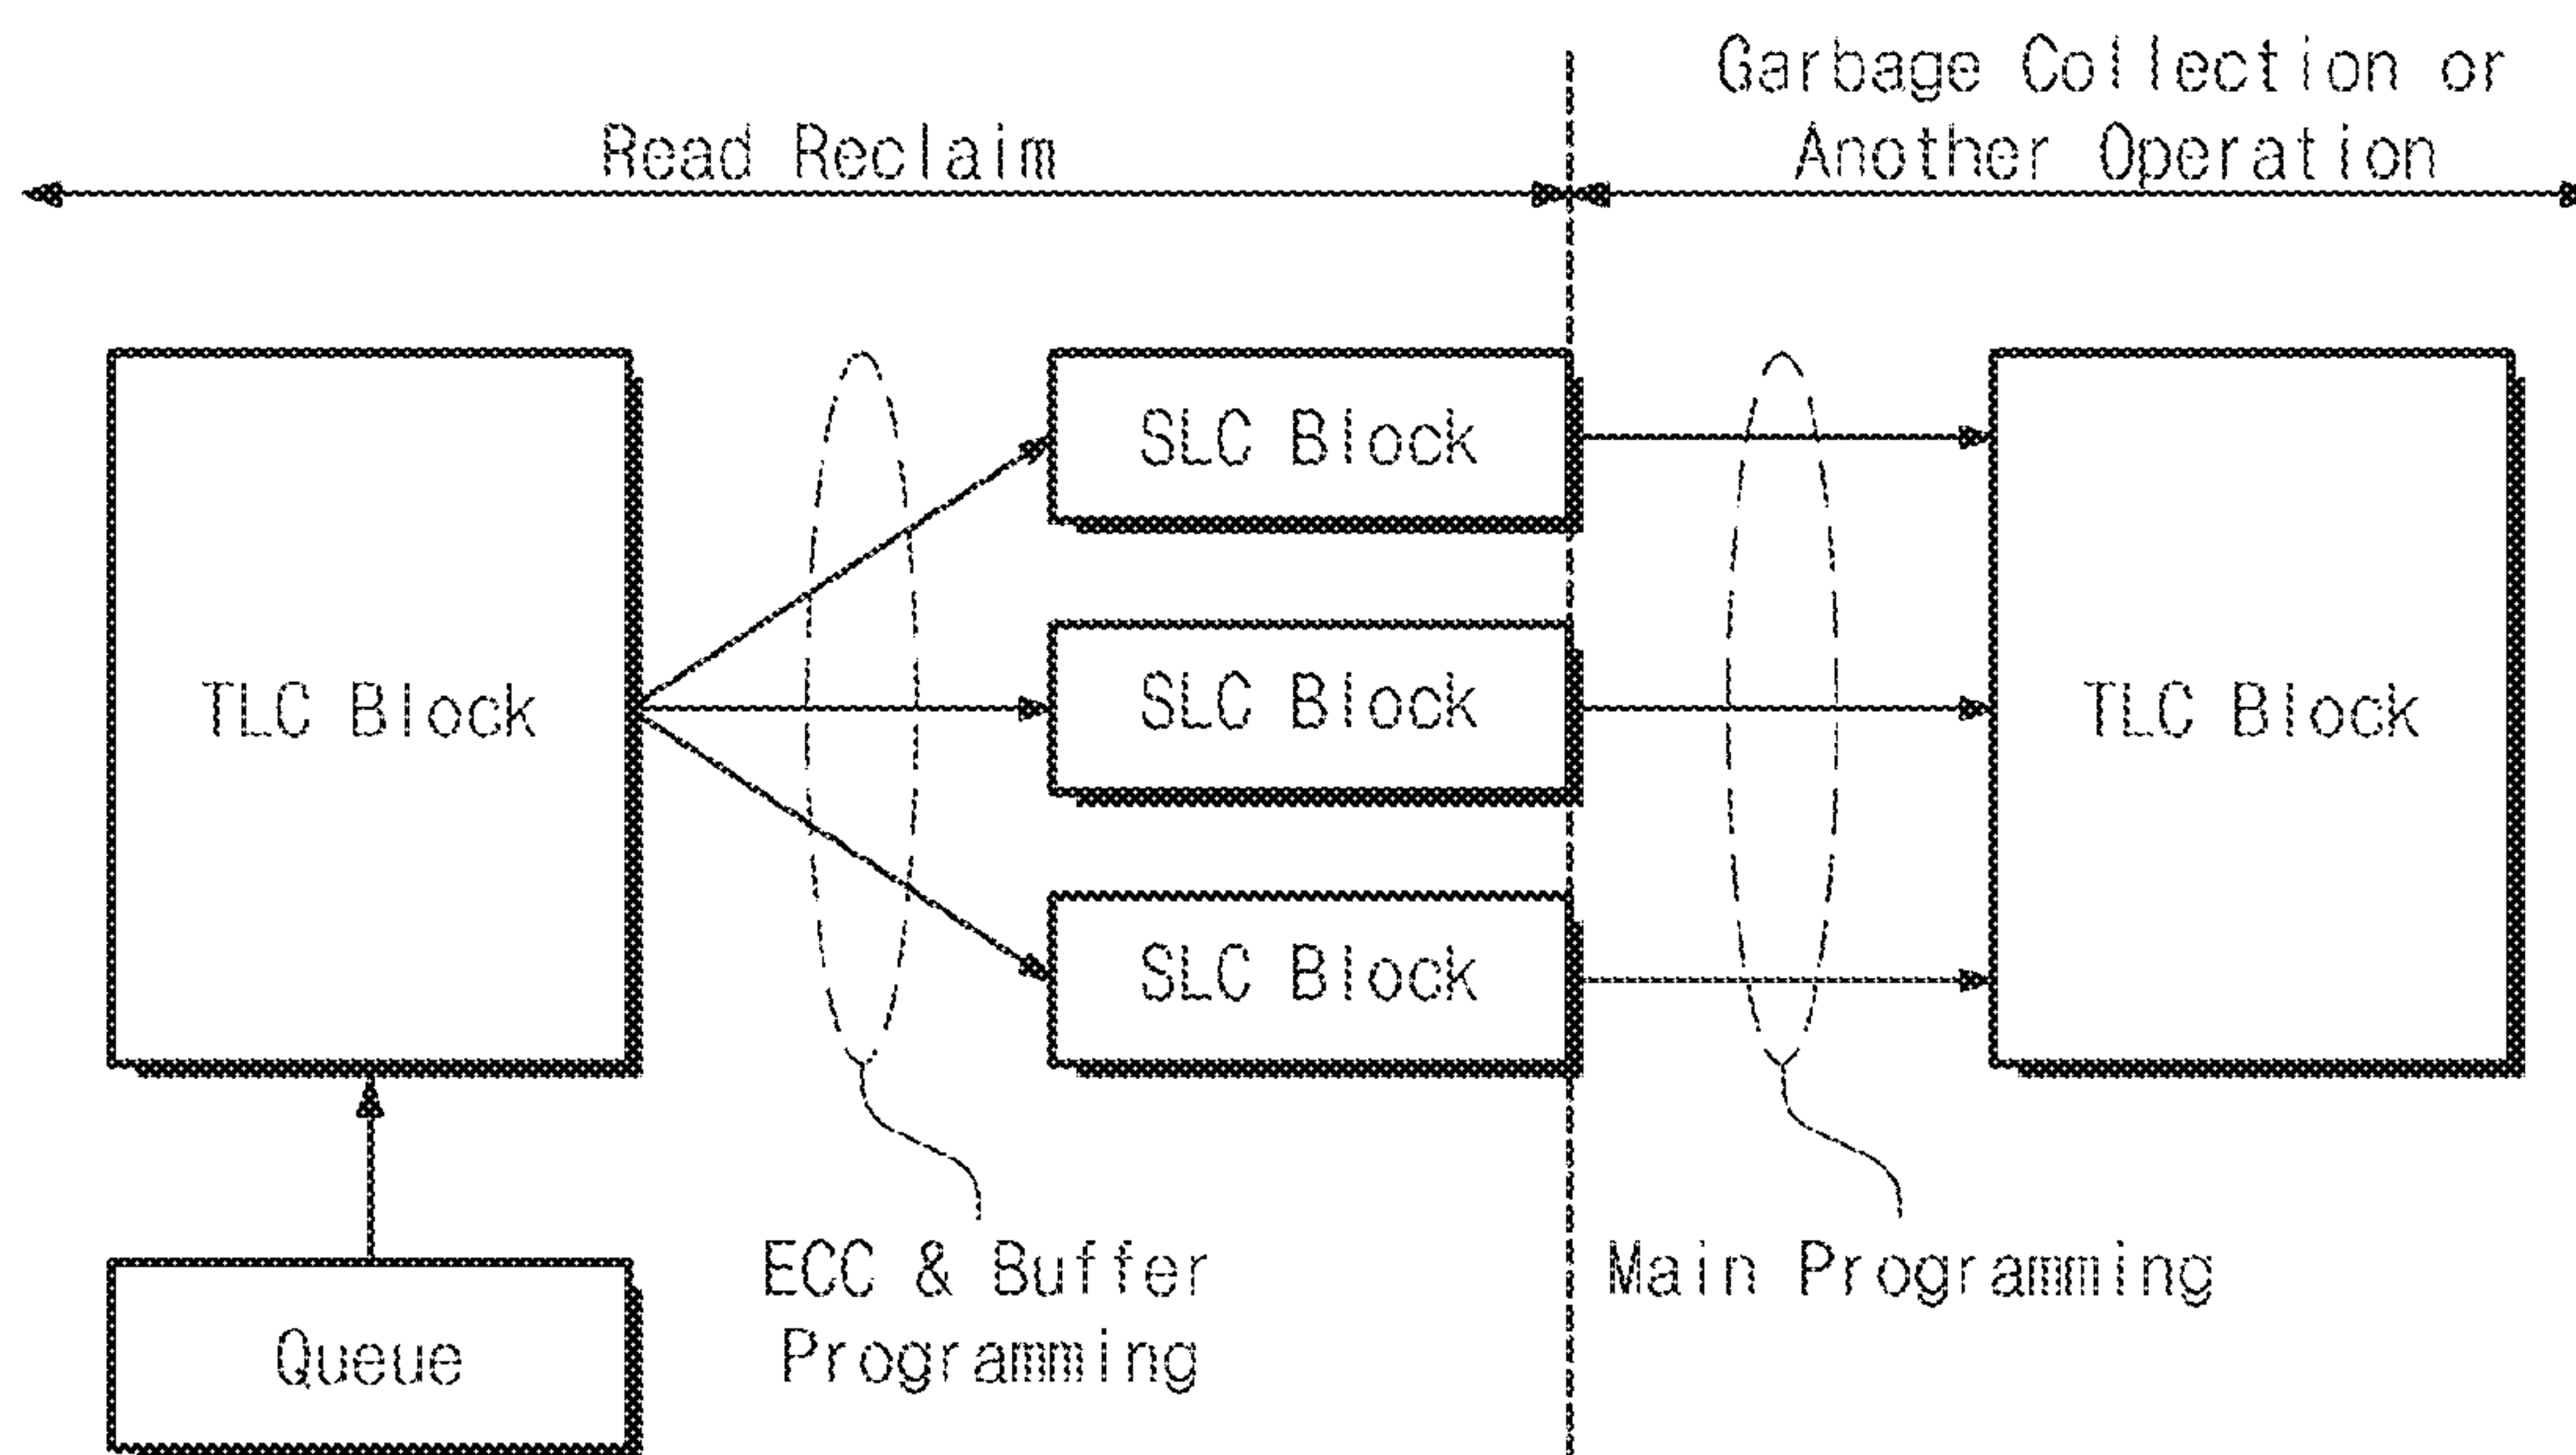 Garbage Collection or
Another Operation
Read Reclaim
SLC Block
TLC Block
SLC Block
TLC Block
SLC Block
ECC & Buffer
Programming
Main Programming
Queue